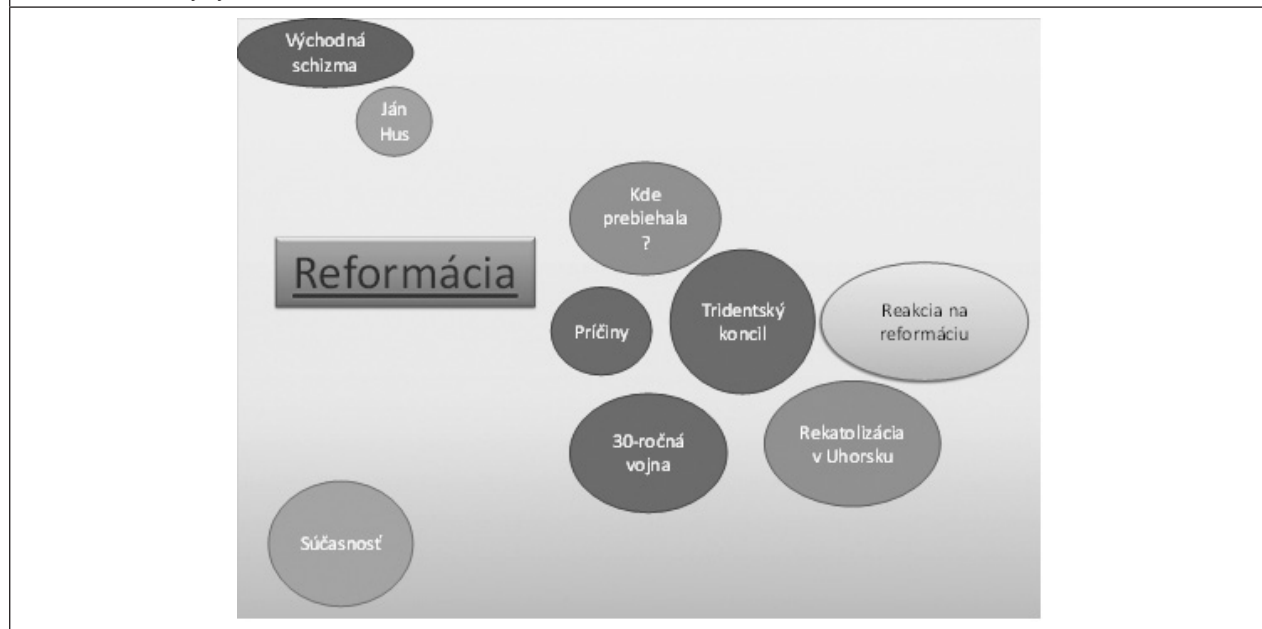 Východná
schizma
Ján
Hus
Kde
prebiehala
?
Reformácia
Príčiny
Tridentský
koncil
Reakcia na
reformáciu
30-ročná
vojna
Rekatolizácia
v Uhorsku
Súčasnosť